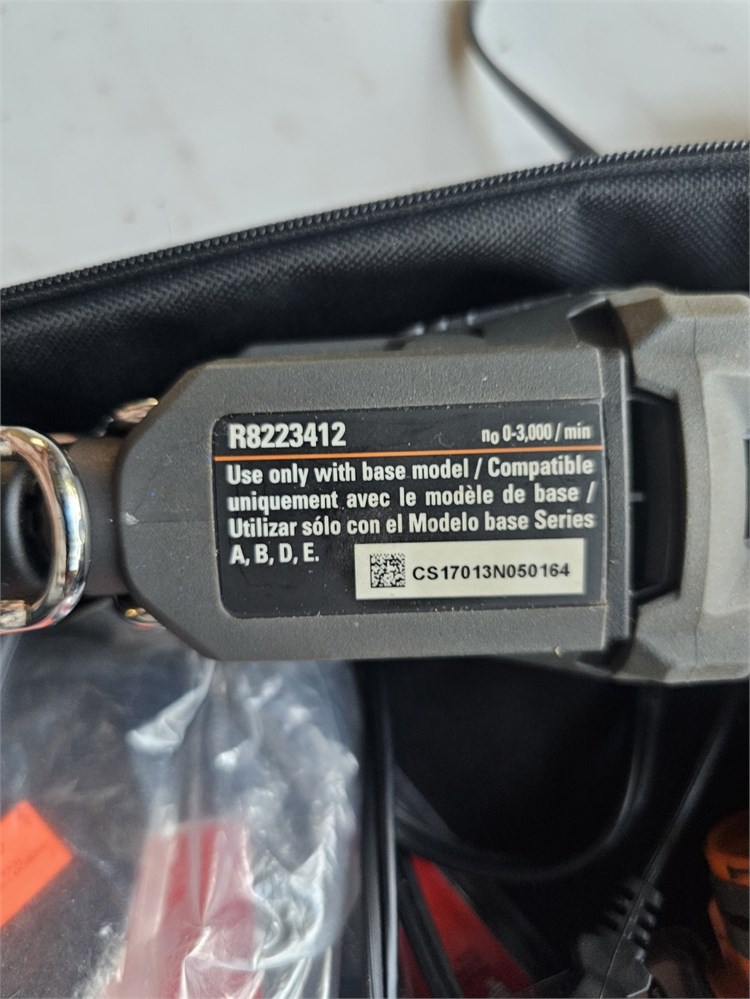 R8223412 n₀ 0-3,000 / min
Use only with base model / Compatible
uniquement avec le modèle de base /
Utilizar sólo con el Modelo base Series
A, B, D, E.
CS17013N050164